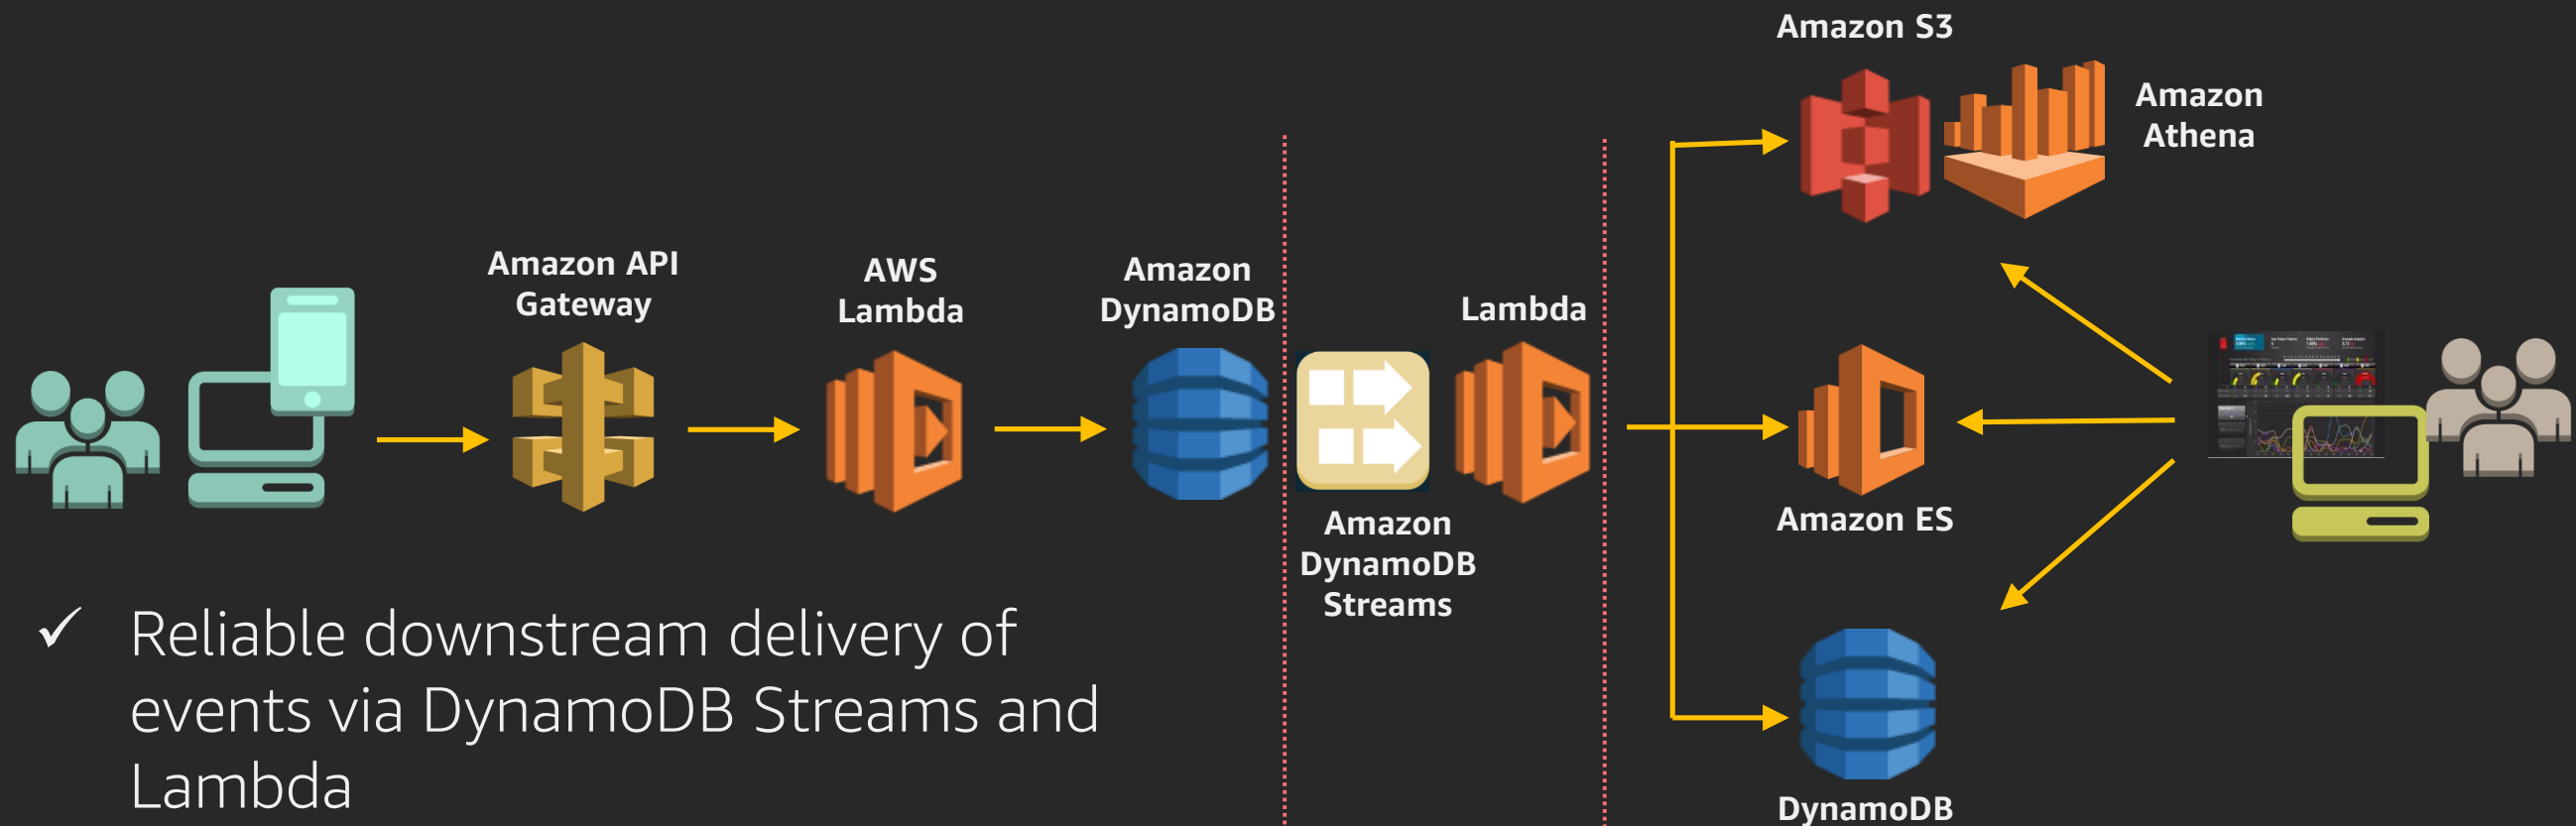 Amazon S3
Amazon
Athena
Amazon API
Gateway
AWS
Lambda
Amazon
DynamoDB
Lambda
Amazon
DynamoDB
Streams
Amazon ES
DynamoDB
✓ Reliable downstream delivery of
events via DynamoDB Streams and
Lambda